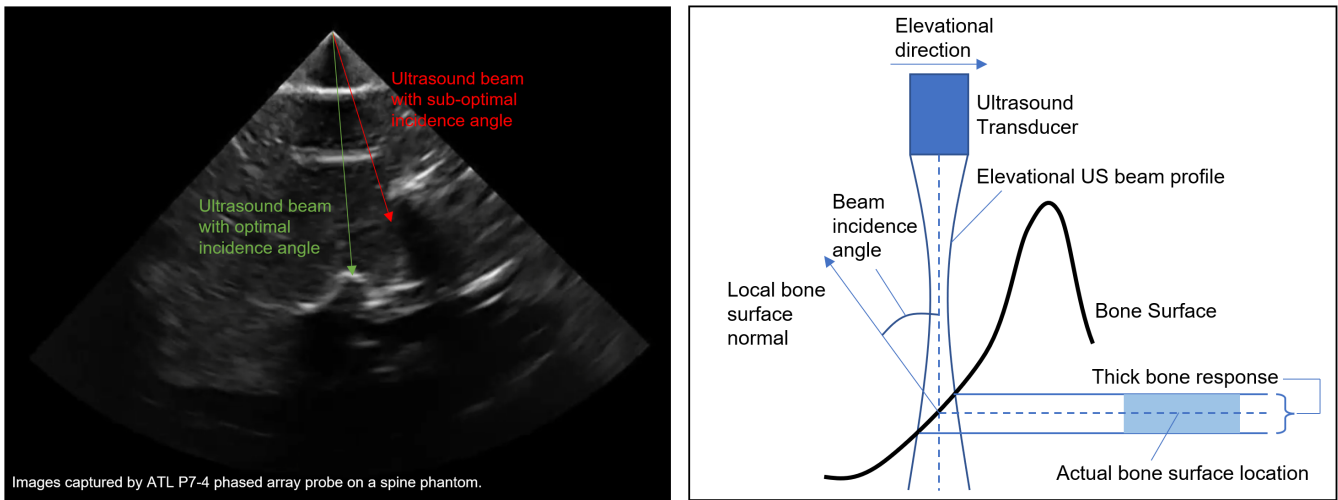 Ultrasound beam
with sub-optimal
incidence angle
Ultrasound beam
with optimal
incidence angle
Images captured by ATL P7-4 phased array probe on a spine phantom.
Elevational
direction
Ultrasound
Transducer
Elevational US beam profile
Beam
incidence
angle
Local bone
surface
normal
Bone Surface
Thick bone response
Actual bone surface location